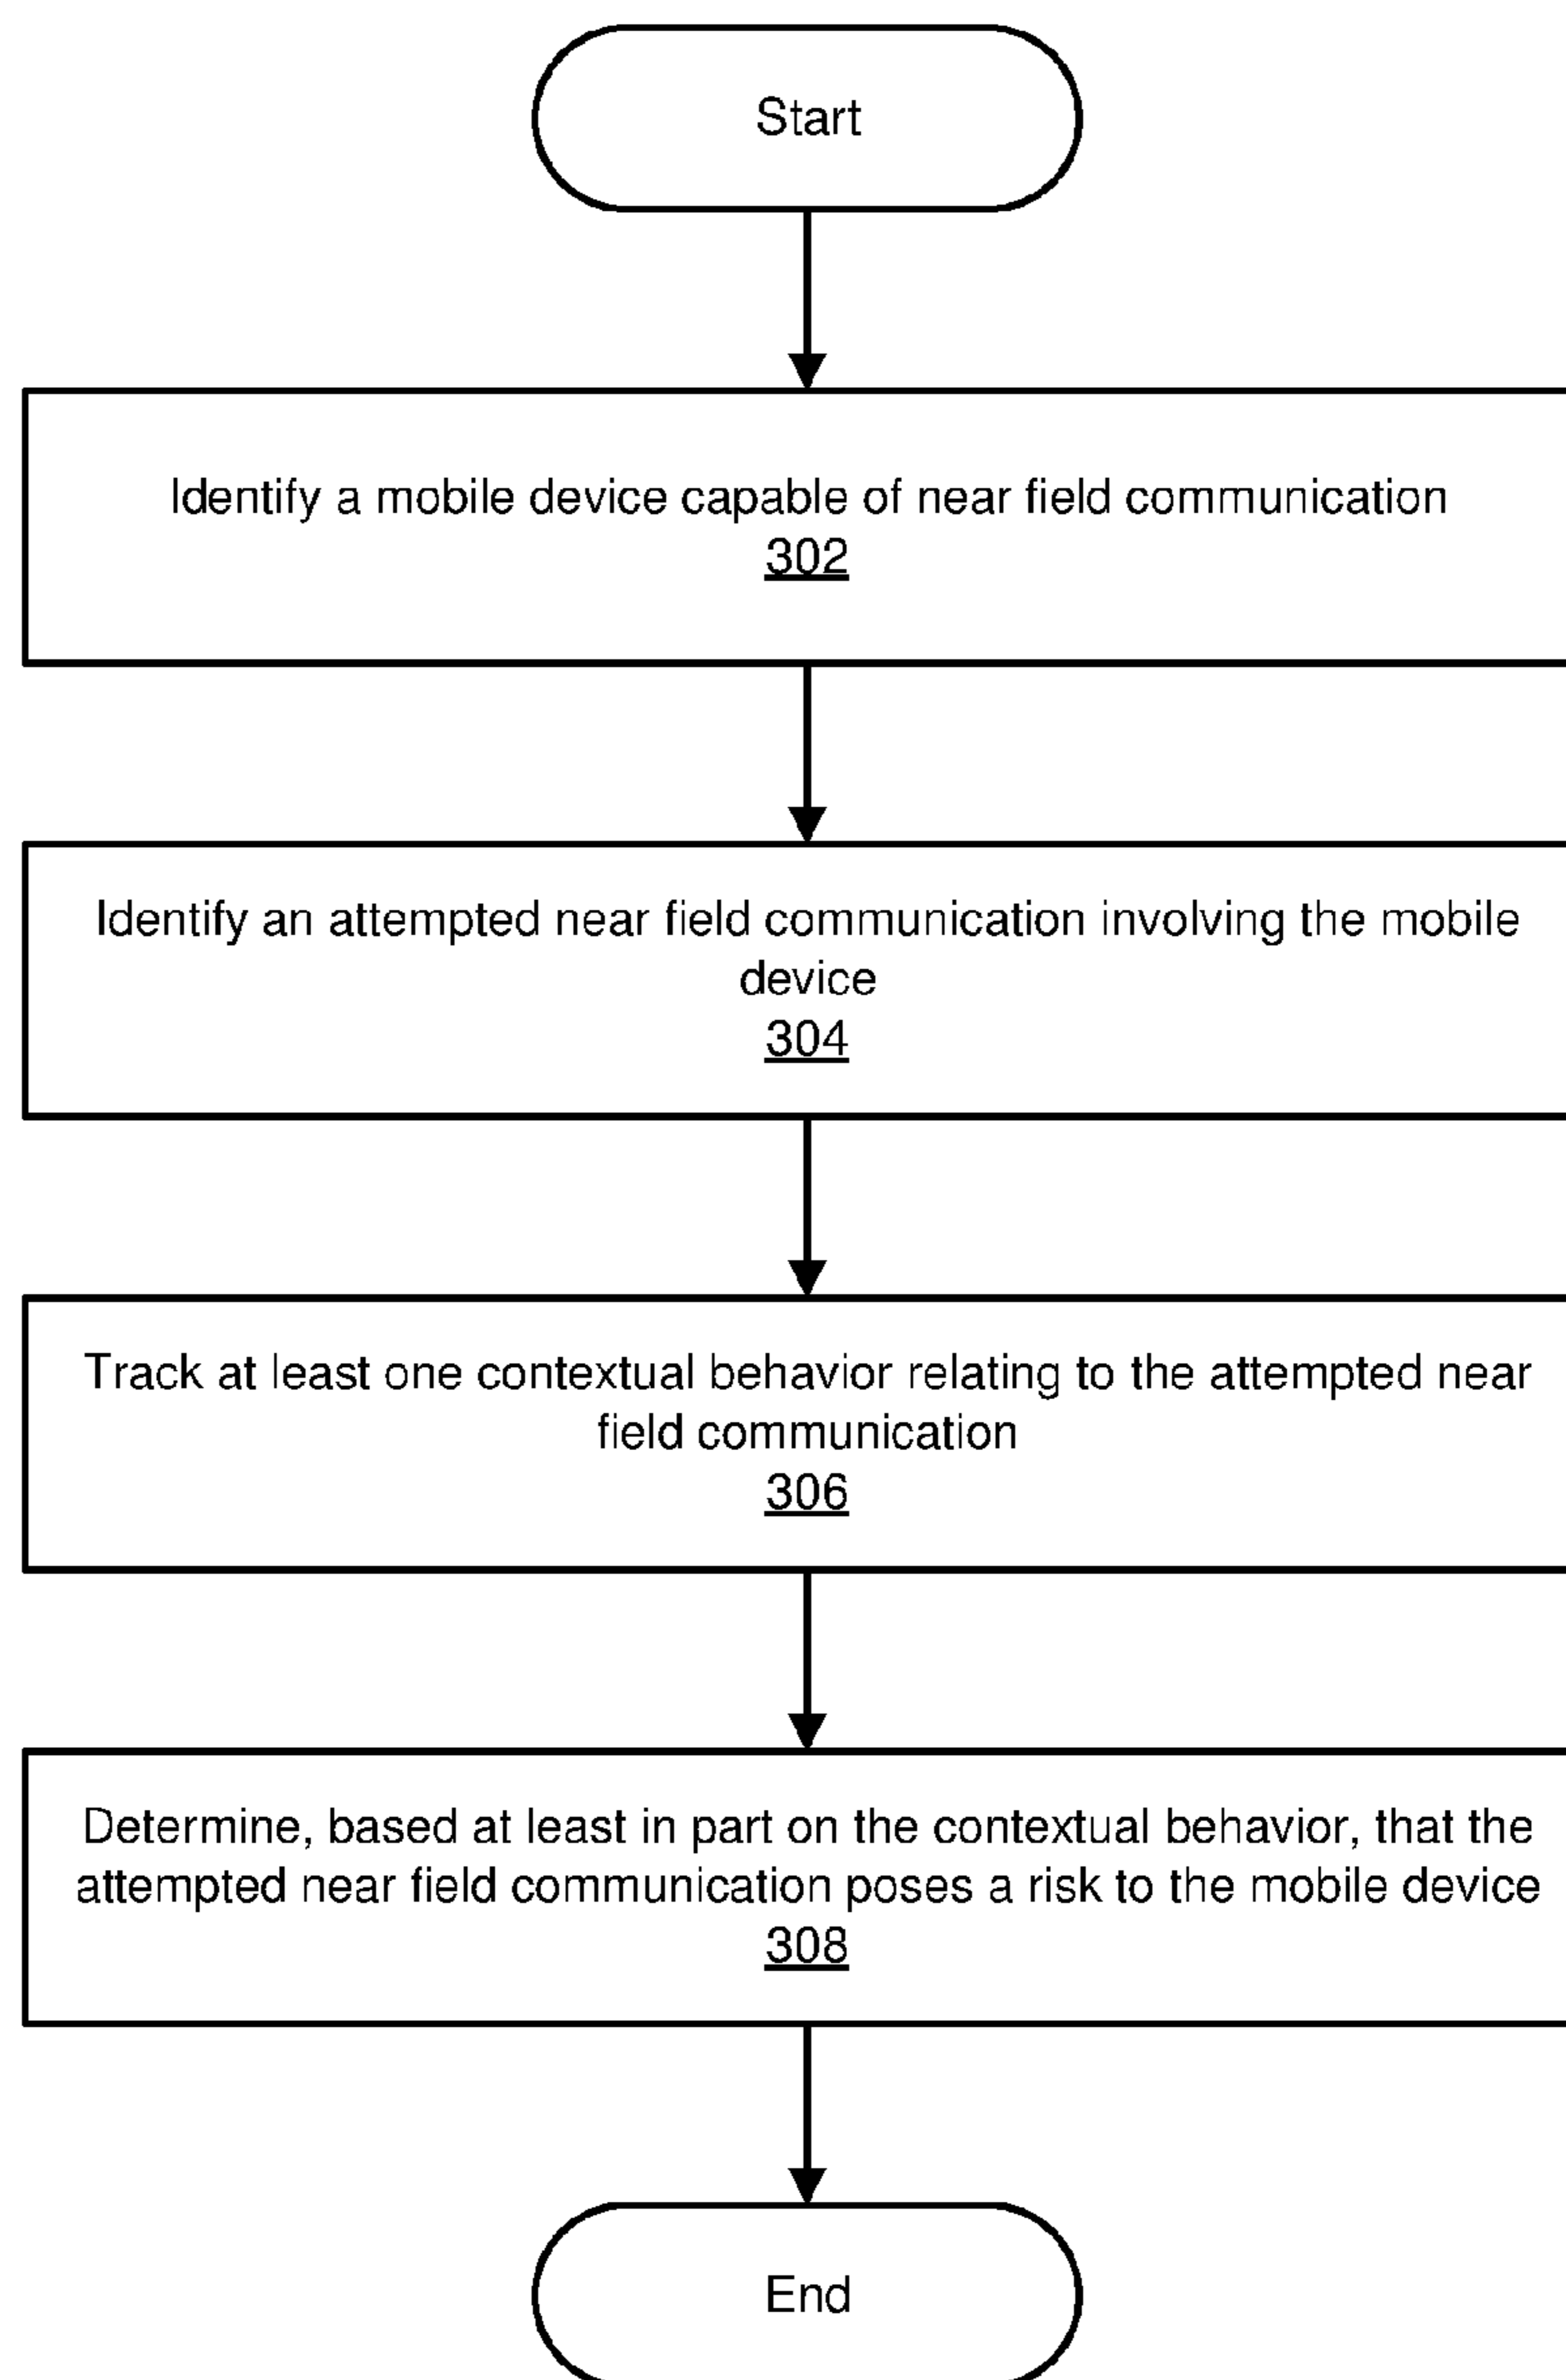 Start
Identify a mobile device capable of near field communication
302
Identify an attempted near field communication involving the mobile
device
304
Track at least one contextual behavior relating to the attempted near
field communication
306
Determine, based at least in part on the contextual behavior, that the
attempted near field communication poses a risk to the mobile device
308
End